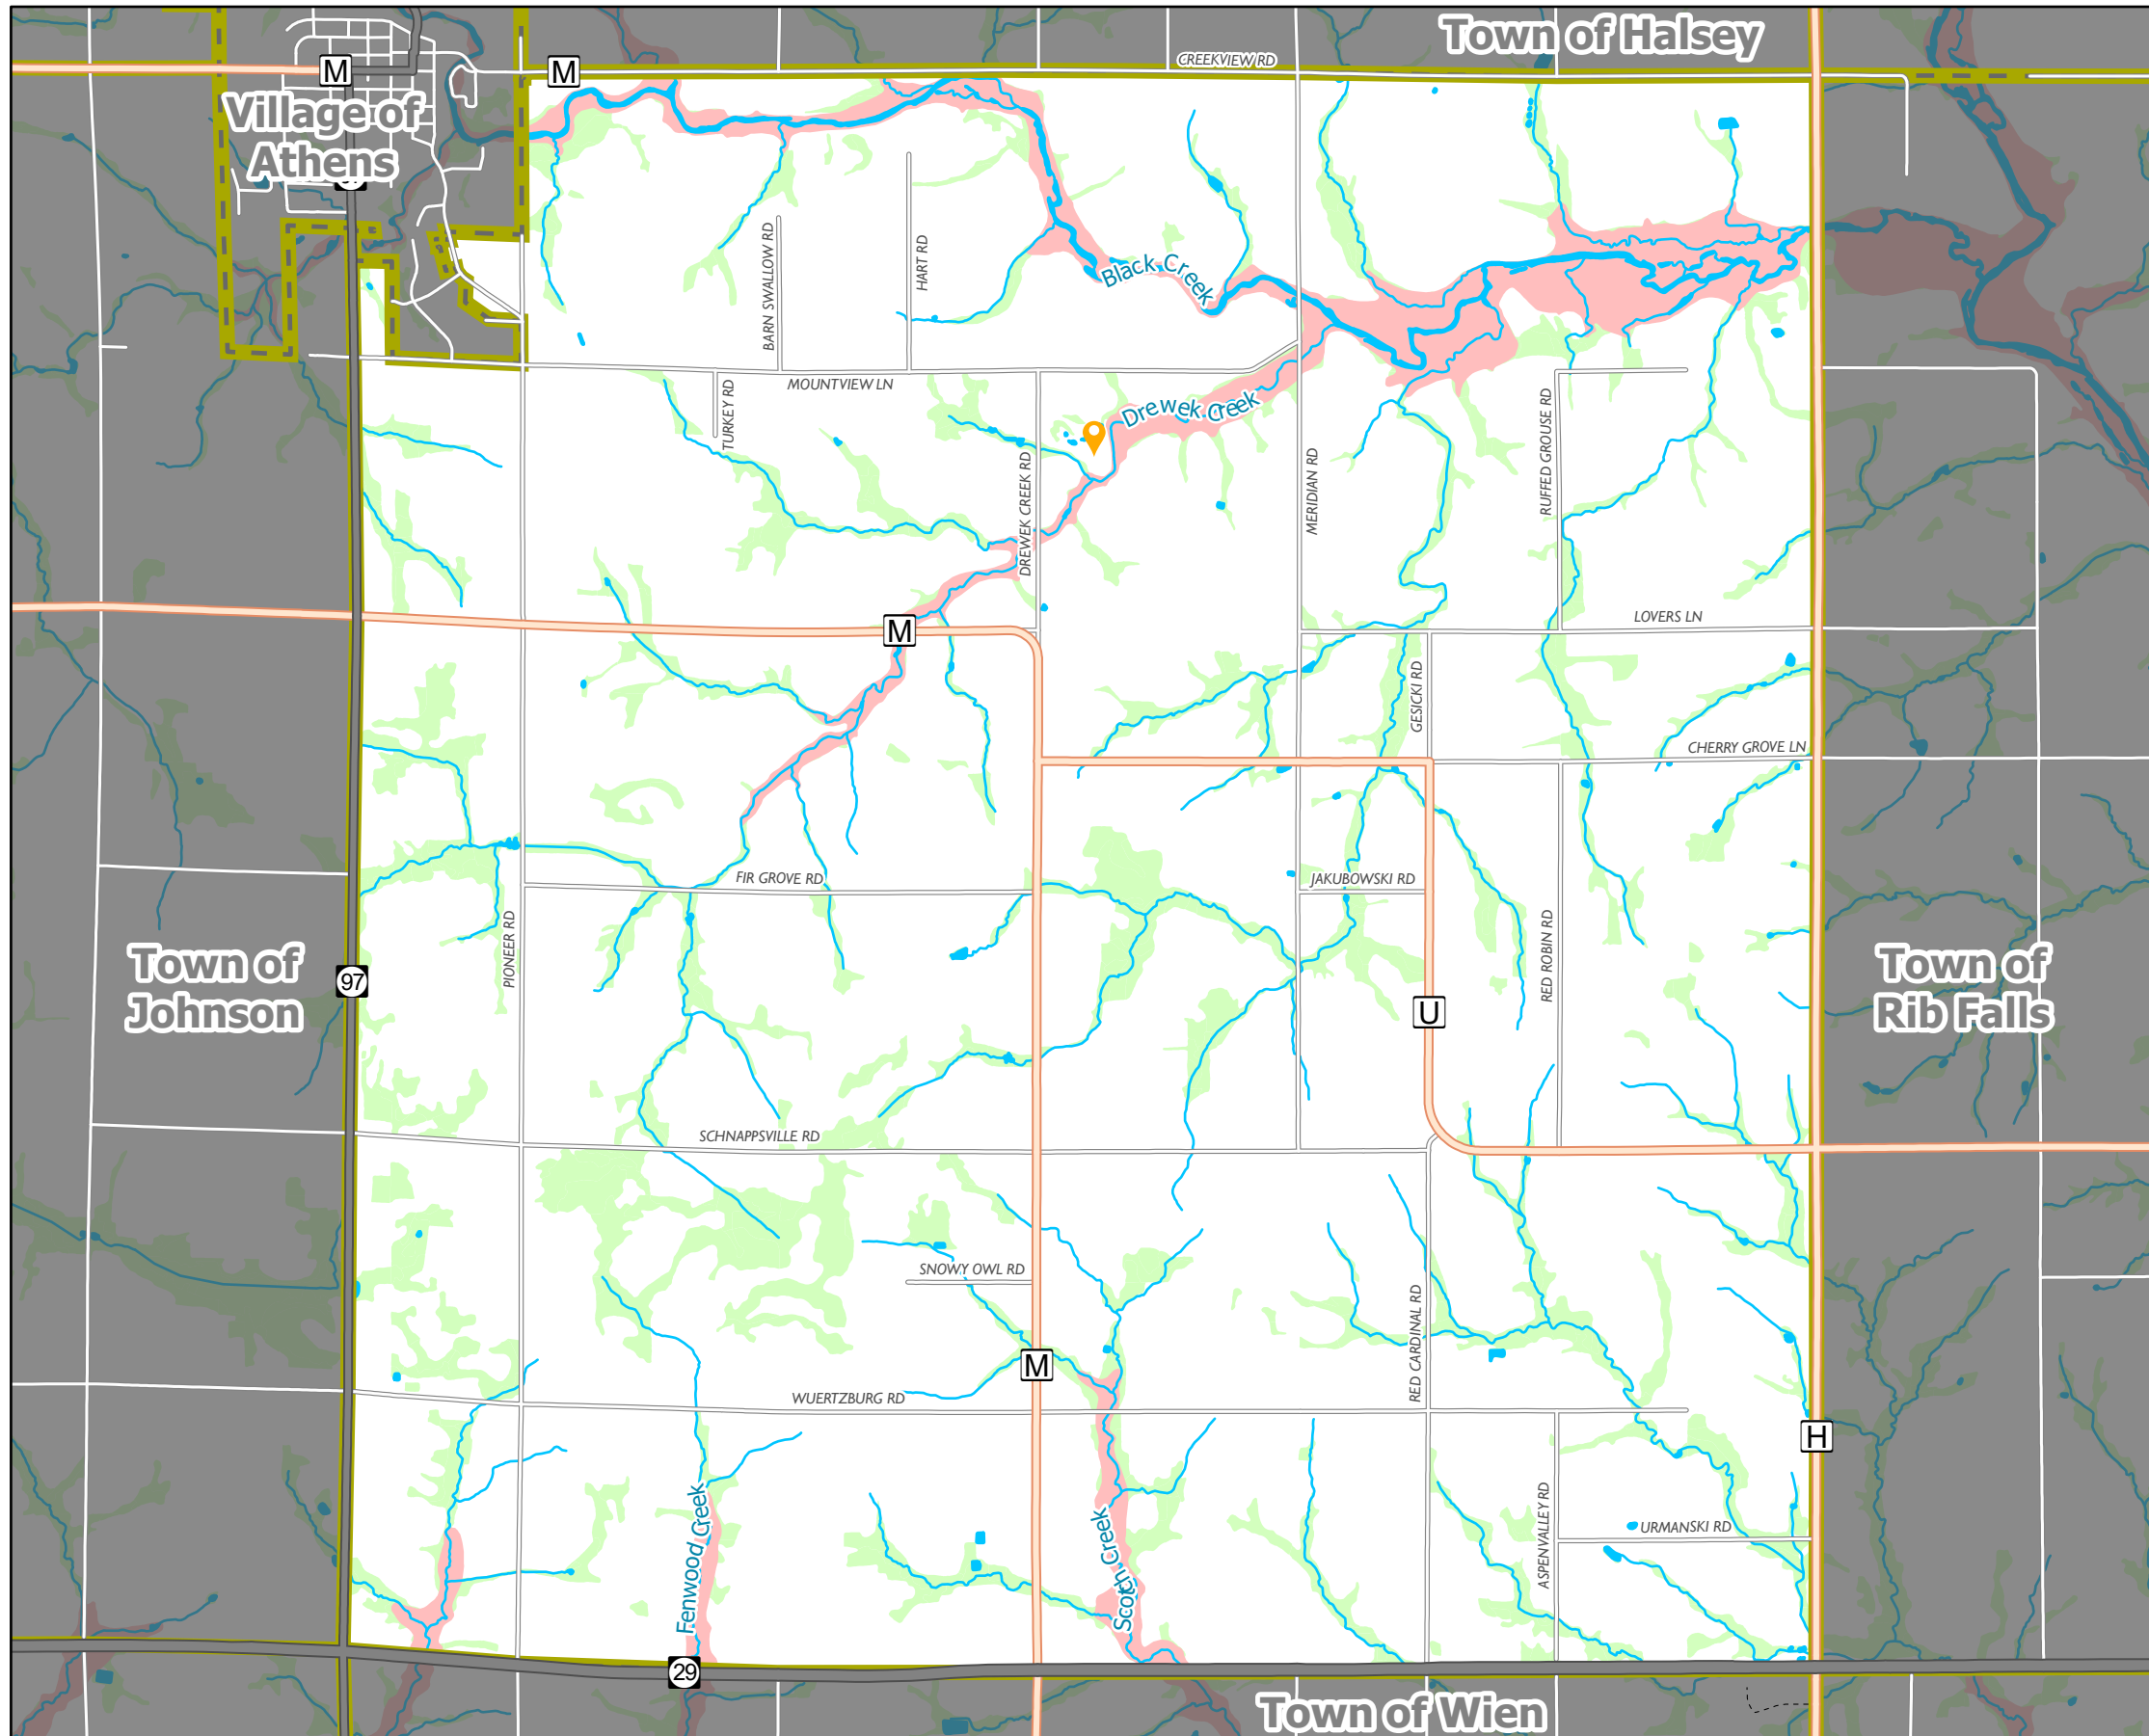 Town of Halsey
CREEKVIEW RD
M
M
Village of
Athens
BARN SWALLOW RD
HART RD
Black Creek
MOUNTVIEW LN
TURKEY RD
Drewek Creek
RUFFED GROUSE RD
DREWEK CREEK RD
MERIDIAN RD
M
LOVERS LN
GESICKI RD
CHERRY GROVE LN
FIR GROVE RD
JAKUBOWSKI RD
PIONEER RD
RED ROBIN RD
Town of
Johnson
97
U
Town of
Rib Falls
SCHNAPPSVILLE RD
SNOWY OWL RD
RED CARDINAL RD
M
WUERTZBURG RD
H
Fenwood Creek
Scotch Creek
ASPENVALLEY RD
URMANSKI RD
29
Town of Wien